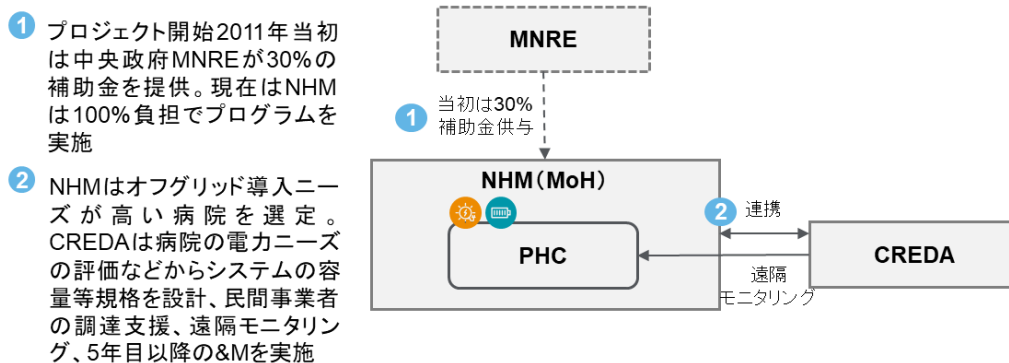 1 プロジェクト開始2011年当初
は中央政府MNREが30%の
補助金を提供。現在はNHM
は100%負担でプログラムを
実施
2 NHMはオフグリッド導入ニー
ズが高い病院を選定。
CREDAは病院の電力ニーズ
の評価などからシステムの容
量等規格を設計、民間事業者
の調達支援、遠隔モニタリン
グ、5年目以降の&Mを実施
MNRE
1 当初は30%
補助金供与
NHM（MoH）
PHC
2 連携
遠隔
モニタリング
CREDA